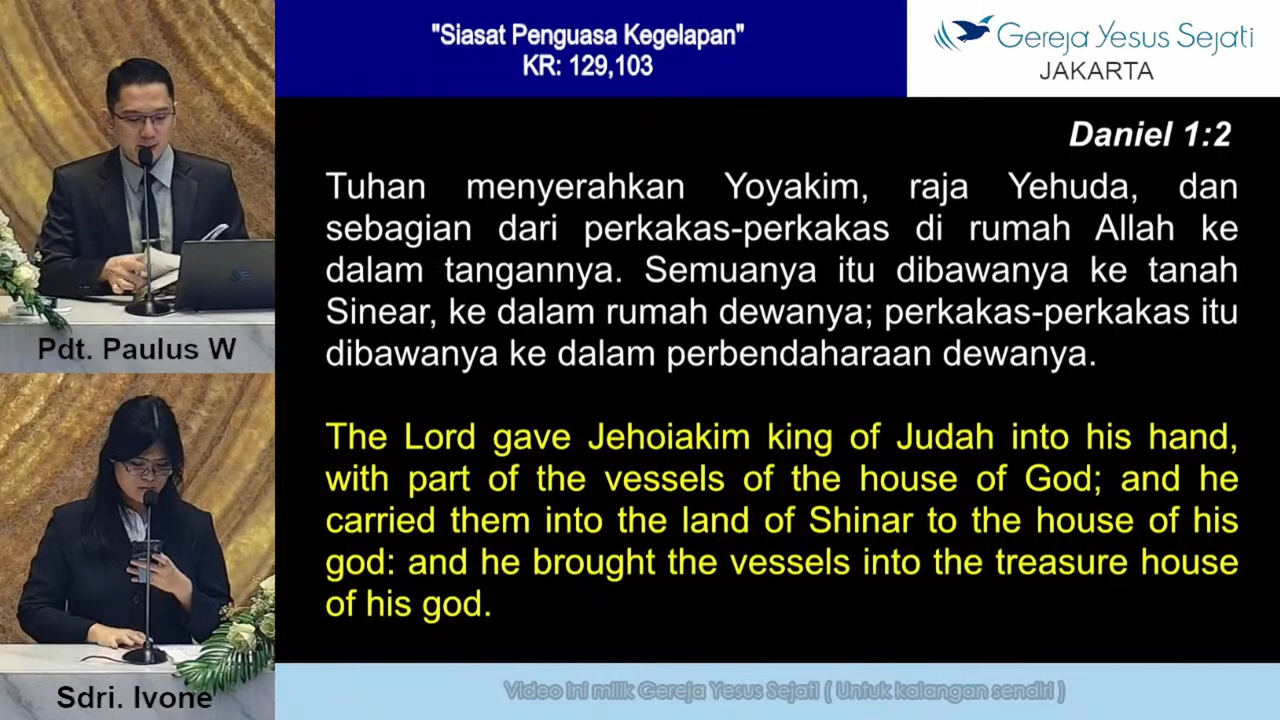 "Siasat Penguasa Kegelapan"
KR: 129,103
Gereja Yesus Sejati
JAKARTA
Daniel 1:2
Tuhan menyerahkan Yoyakim, raja Yehuda, dan
sebagian dari perkakas-perkakas di rumah Allah ke
dalam tangannya. Semuanya itu dibawanya ke tanah
Sinear, ke dalam rumah dewanya; perkakas-perkakas itu
dibawanya ke dalam perbendaharaan dewanya.
The Lord gave Jehoiakim king of Judah into his hand,
with part of the vessels of the house of God; and he
carried them into the land of Shinar to the house of his
god: and he brought the vessels into the treasure house
of his god.
Pdt. Paulus W
Sdri. Ivone
Video ini milik Gereja Yesus Sejati ( Untuk kalangan sendiri )